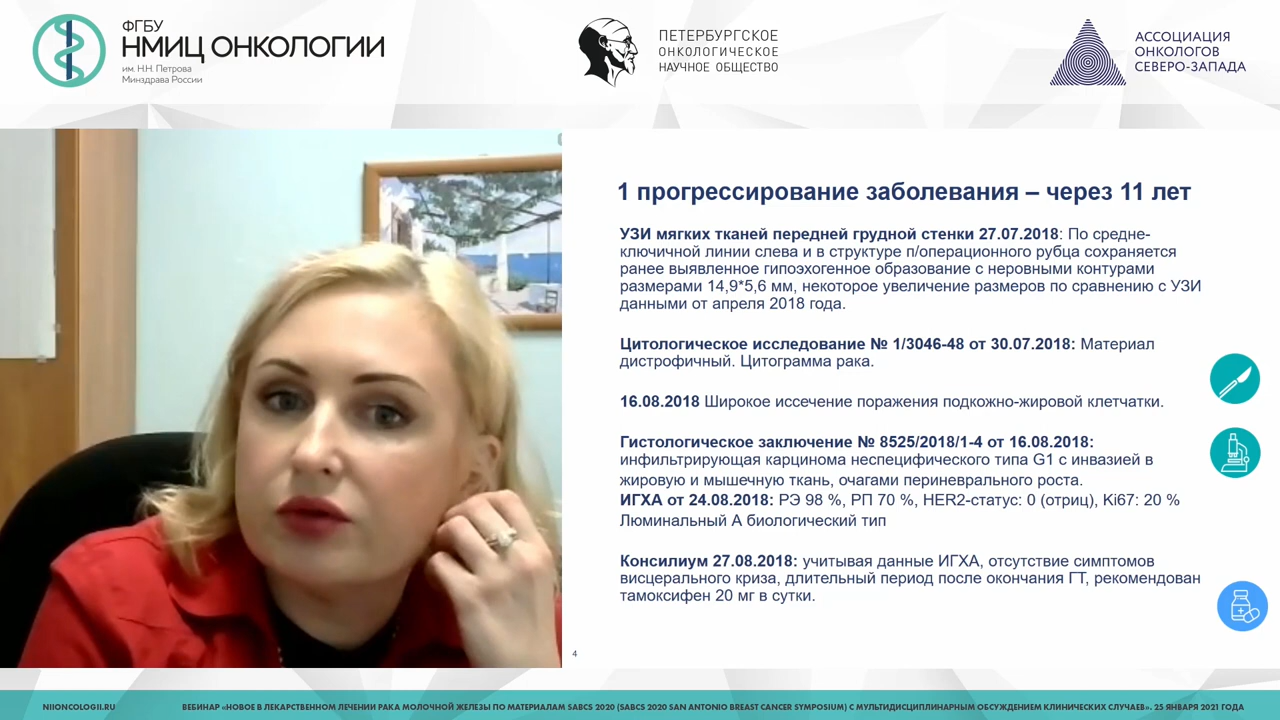 ФГБУ
НМИЦ ОНКОЛОГИИ
им. Н.Н. Петрова
Минздрава России
ПЕТЕРБУРГСКОЕ
ОНКОЛОГИЧЕСКОЕ
НАУЧНОЕ ОБЩЕСТВО
АССОЦИАЦИЯ
ОНКОЛОГОВ
СЕВЕРО-ЗАПАДА
1 прогрессирование заболевания – через 11 лет
УЗИ мягких тканей передней грудной стенки 27.07.2018: По средне-
ключичной линии слева и в структуре п/операционного рубца сохраняется
ранее выявленное гипоэхогенное образование с неровными контурами
размерами 14,9*5,6 мм, некоторое увеличение размеров по сравнению с УЗИ
данными от апреля 2018 года.
Цитологическое исследование № 1/3046-48 от 30.07.2018: Материал
дистрофичный. Цитограмма рака.
16.08.2018 Широкое иссечение поражения подкожно-жировой клетчатки.
Гистологическое заключение № 8525/2018/1-4 от 16.08.2018:
инфильтрирующая карцинома неспецифического типа G1 с инвазией в
жировую и мышечную ткань, очагами периневрального роста.
ИГХА от 24.08.2018: РЭ 98 %, РП 70 %, HER2-статус: 0 (отриц), Ki67: 20 %
Люминальный А биологический тип
Консилиум 27.08.2018: учитывая данные ИГХА, отсутствие симптомов
висцерального криза, длительный период после окончания ГТ, рекомендован
тамоксифен 20 мг в сутки.
4
NIIONCOLOGII.RU
ВЕБИНАР «НОВОЕ В ЛЕКАРСТВЕННОМ ЛЕЧЕНИИ РАКА МОЛОЧНОЙ ЖЕЛЕЗЫ ПО МАТЕРИАЛАМ SABCS 2020 (SABCS 2020 SAN ANTONIO BREAST CANCER SYMPOSIUM) С МУЛЬТИДИСЦИПЛИНАРНЫМ ОБСУЖДЕНИЕМ КЛИНИЧЕСКИХ СЛУЧАЕВ». 25 ЯНВАРЯ 2021 ГОДА